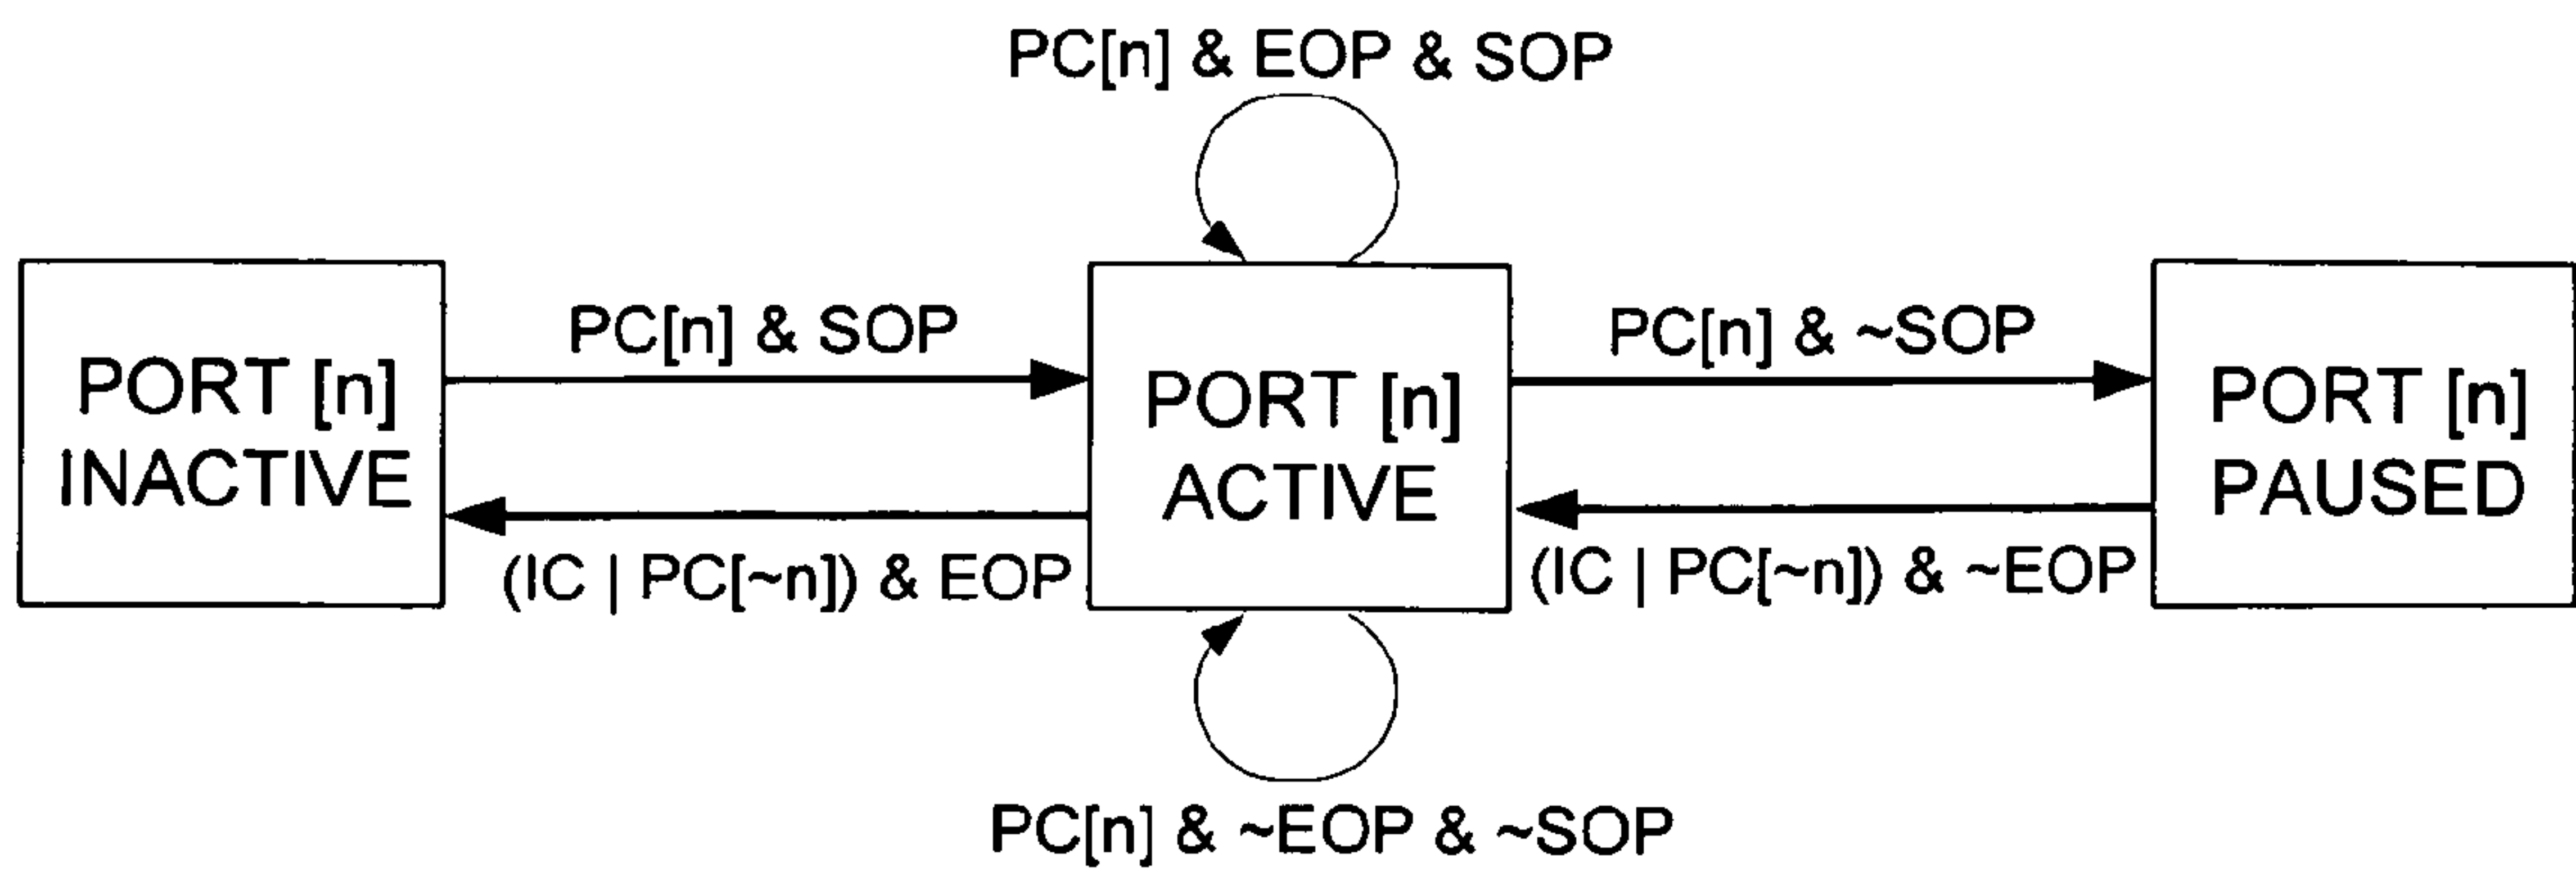 PC[n] & EOP & SOP
PC[n] & SOP
PC[n] & ~SOP
PORT [n]
INACTIVE
PORT [n]
ACTIVE
PORT [n]
PAUSED
(IC | PC[~n]) & EOP
(IC | PC[~n]) & ~EOP
PC[n] & ~EOP & ~SOP